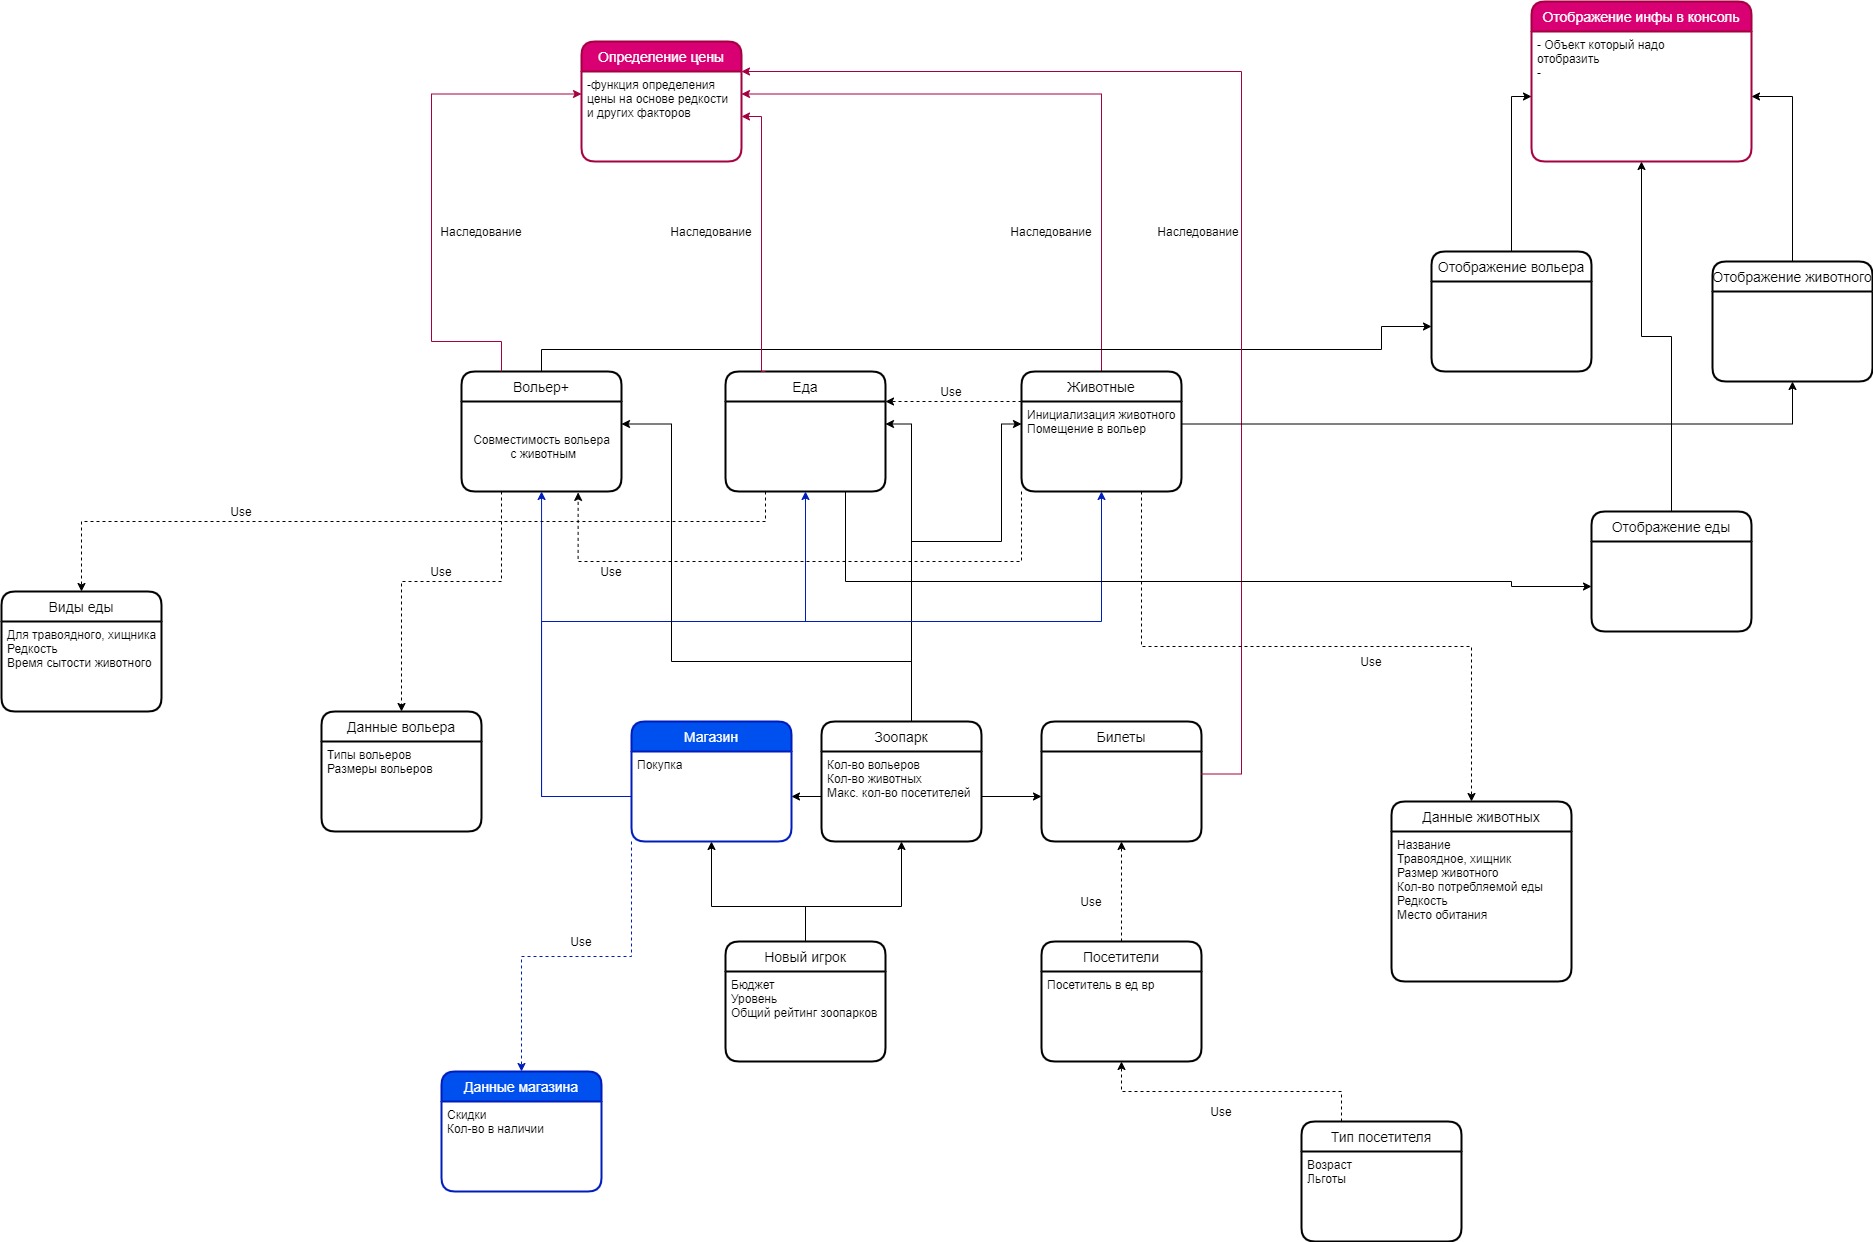 Отображение инфы в консоль
- Объект который надо
отобразить
-
Определение цены
-функция определения
цены на основе редкости
и других факторов
Наследование
Наследование
Наследование
Наследование
Отображение вольера
Отображение животного
Вольер+
Совместимость вольера
с животным
Еда
Use
Животные
Инициализация животного
Помещение в вольер
Use
Use
Use
Отображение еды
Виды еды
Для травоядного, хищника
Редкость
Время сытости животного
Use
Данные вольера
Типы вольеров
Размеры вольеров
Магазин
Покупка
Зоопарк
Кол-во вольеров
Кол-во животных
Макс. кол-во посетителей
Билеты
Данные животных
Название
Травоядное, хищник
Размер животного
Кол-во потребляемой еды
Редкость
Место обитания
Use
Use
Новый игрок
Бюджет
Уровень
Общий рейтинг зоопарков
Посетители
Посетитель в ед вр
Данные магазина
Скидки
Кол-во в наличии
Use
Тип посетителя
Возраст
Льготы